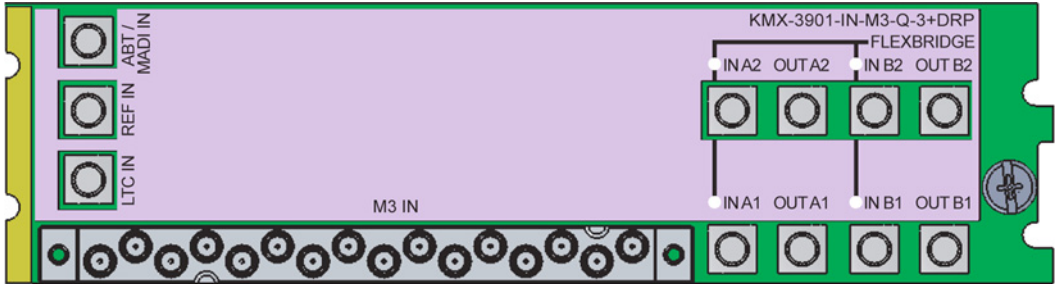 KMX-3901-IN-M3-Q-3+DRP
FLEXBRIDGE
ABT /
MADI IN
IN A2 OUT A2 IN B2 OUT B2
REF IN
LTC IN
M3 IN
IN A1 OUT A1 IN B1 OUT B1